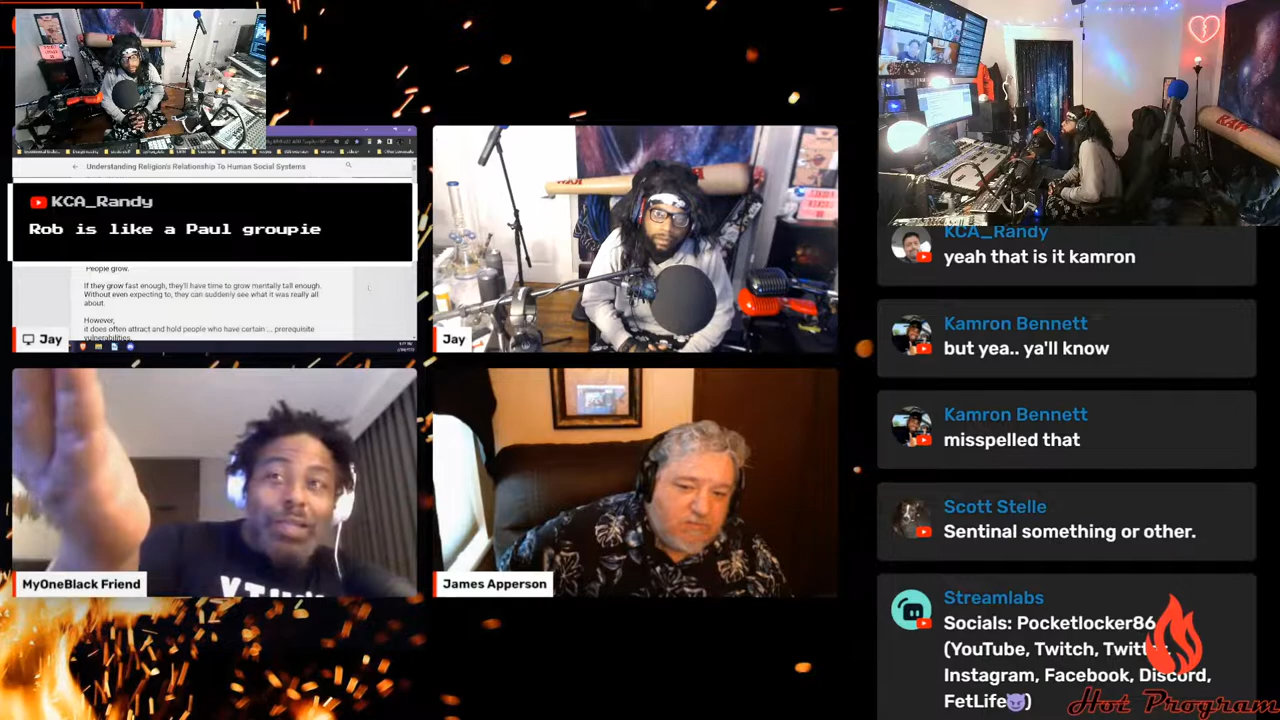 Understanding Religion's Relationship To Human Social Systems
KCA_Randy
Rob is like a Paul groupie
People grow.
If they grow fast enough, they'll have time to grow mentally tall enough.
Without even expecting to, they can suddenly see what it was really all
about.
However,
it does often attract and hold people who have certain ... prerequisite
vulnerabilities.
Jay
Jay
RAW
MyOneBlack Friend
James Apperson
KCA_Randy
yeah that is it kamron
Kamron Bennett
but yea.. ya'll know
Kamron Bennett
misspelled that
Scott Stelle
Sentinal something or other.
Streamlabs
Socials: Pocketlocker86
(YouTube, Twitch,
Instagram, Facebook, Discord,
FetLife😈)
Hot Program